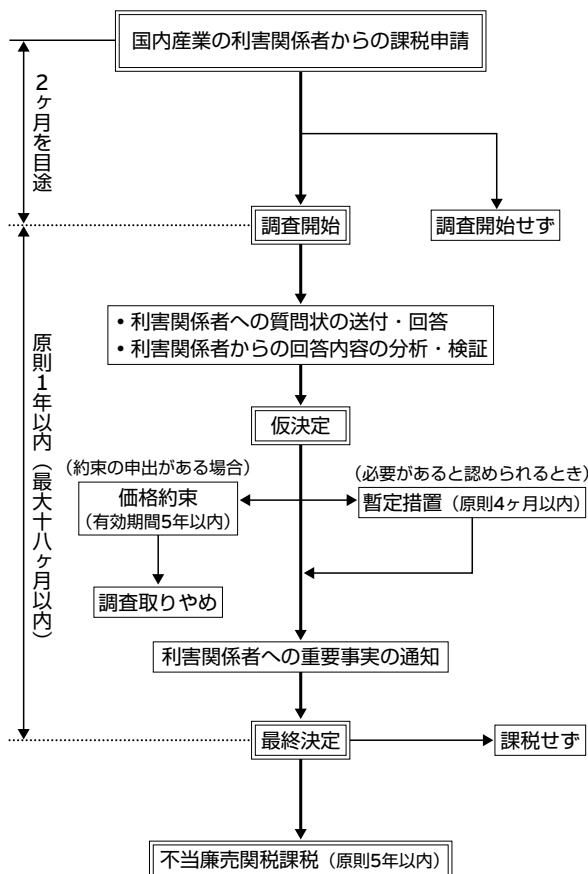 国内産業の利害関係者からの課税申請
2ヶ月を目途
調査開始
調査開始せず
・利害関係者への質問状の送付・回答
・利害関係者からの回答内容の分析・検証
原則1年以内（最大十八ヶ月以内）
仮決定
（約束の申出がある場合）
価格約束
（有効期間5年以内）
（必要があると認められるとき）
暫定措置（原則4ヶ月以内）
調査取りやめ
利害関係者への重要事実の通知
最終決定
課税せず
不当廉売関税課税（原則5年以内）